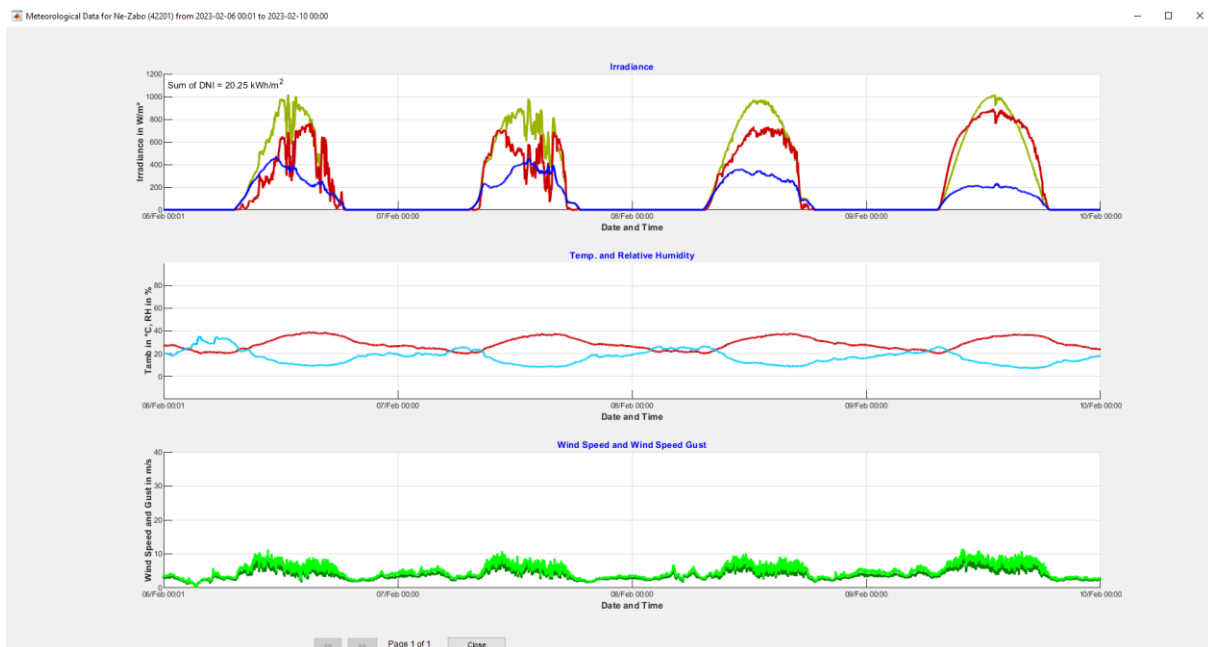 Meteorological Data for Ne-Zabo (42201) from 2023-02-06 00:01 to 2023-02-10 00:00
Irradiance
Sum of DNI = 20.25 kWh/m²
Irradiance in W/m²
1200
1000
800
600
400
200
0
06/Feb 00:01 07/Feb 00:00 08/Feb 00:00 09/Feb 00:00 10/Feb 00:00
Date and Time
Temp. and Relative Humidity
Tamb in °C, RH in %
80
60
40
20
0
06/Feb 00:01 07/Feb 00:00 08/Feb 00:00 09/Feb 00:00 10/Feb 00:00
Date and Time
Wind Speed and Wind Speed Gust
Wind Speed and Gust in m/s
40
30
20
10
0
06/Feb 00:01 07/Feb 00:00 08/Feb 00:00 09/Feb 00:00 10/Feb 00:00
Date and Time
<< >> Page 1 of 1 Close